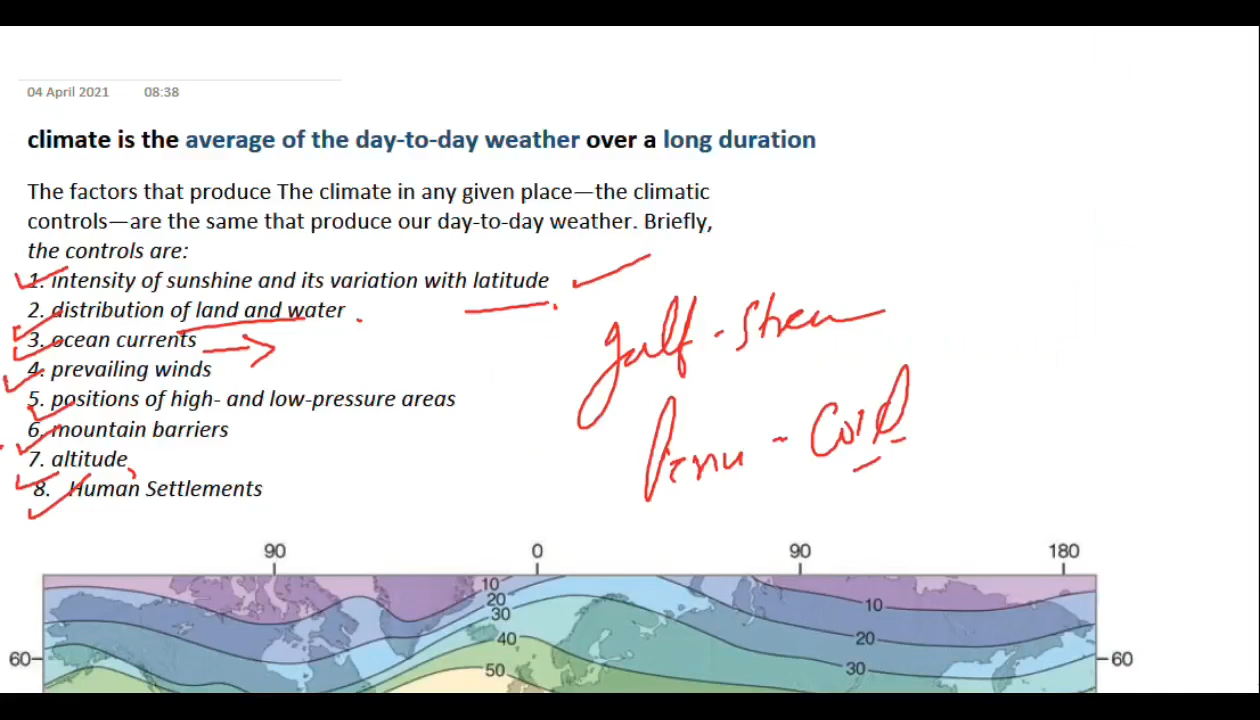 04 April 2021 08:38
climate is the average of the day-to-day weather over a long duration
The factors that produce The climate in any given place—the climatic
controls—are the same that produce our day-to-day weather. Briefly,
the controls are:
1. intensity of sunshine and its variation with latitude
2. distribution of land and water
3. ocean currents
4. prevailing winds
5. positions of high- and low-pressure areas
6. mountain barriers
7. altitude
8. Human Settlements
gulf - Strea
Peru - Cold
90 0 90 180
10
20
30
40
50
10
20
30
60
60